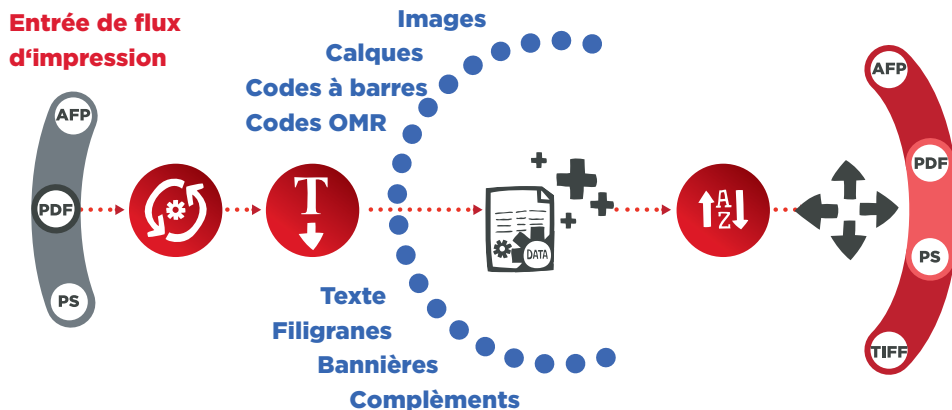 Entrée de flux
d‘impression
Images
Calques
Codes à barres
Codes OMR
AFP
PDF
PS
T
DATA
A
Z
Texte
Filigranes
Bannières
Complèments
AFP
PDF
PS
TIFF